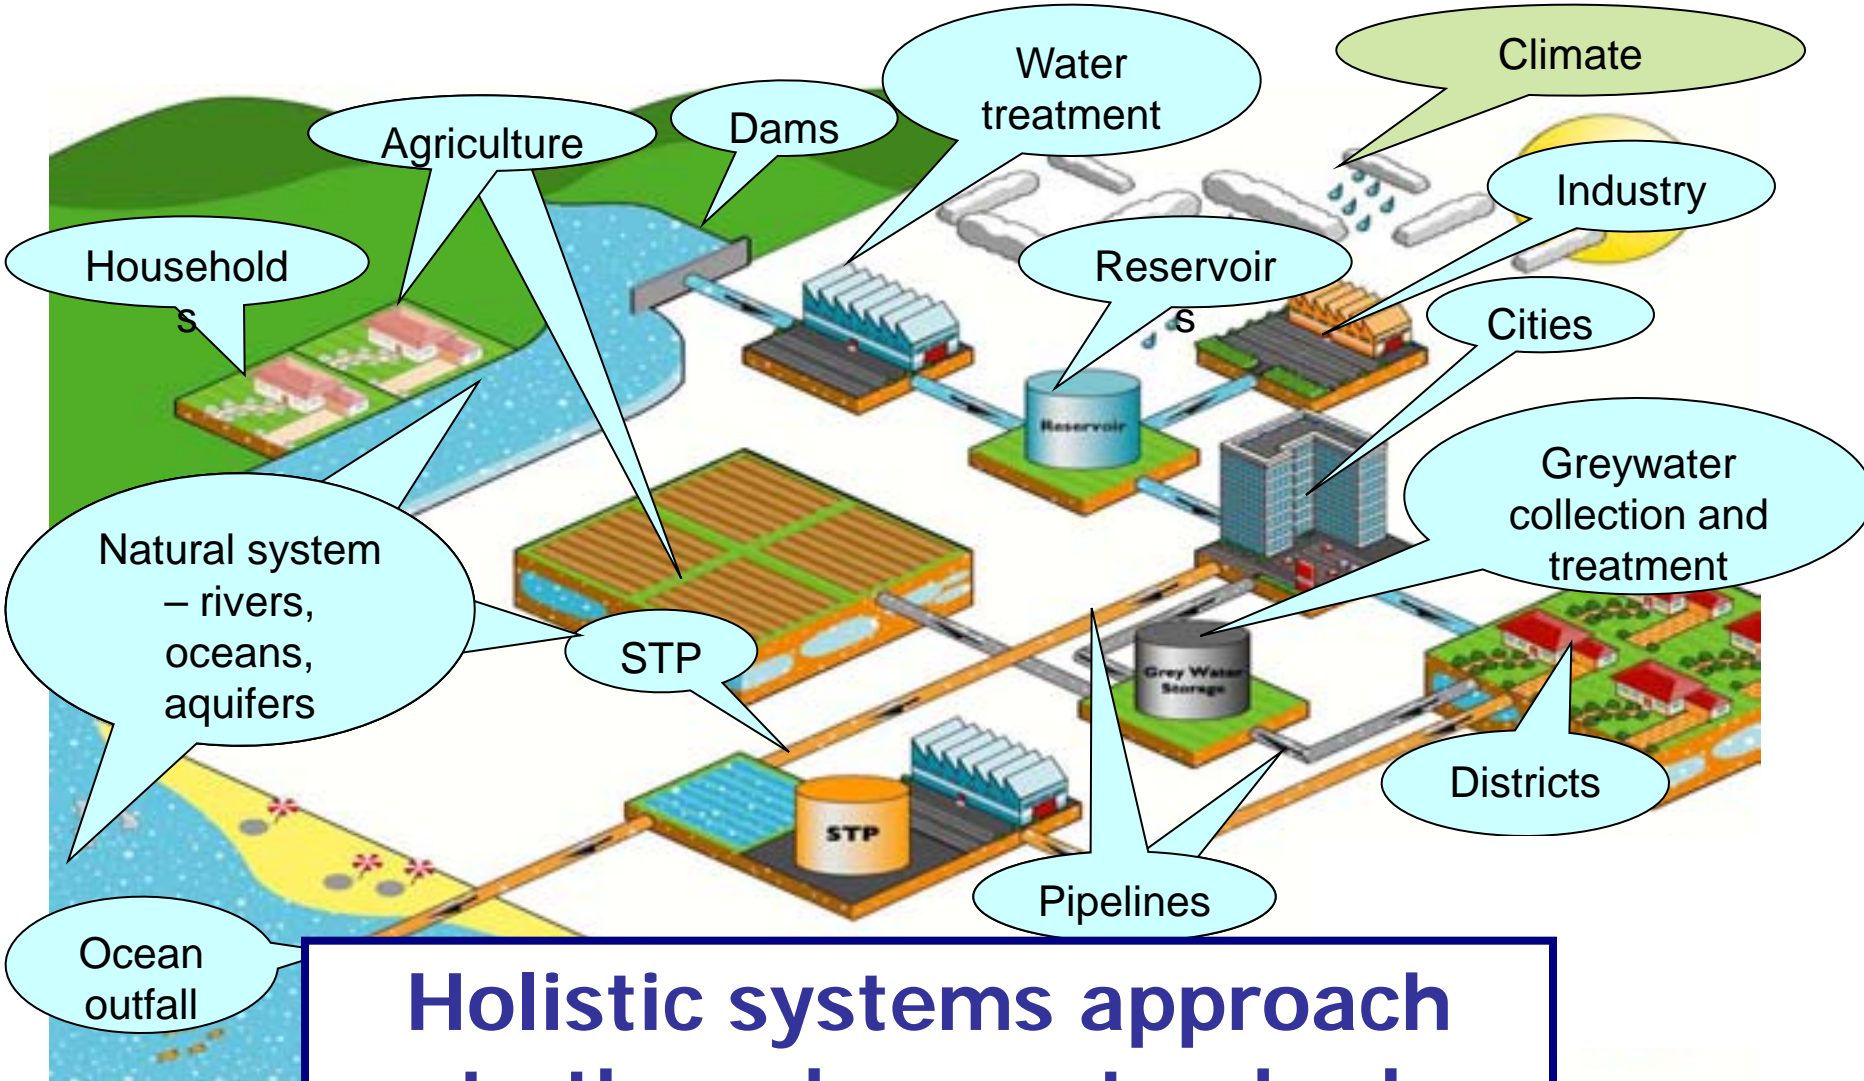 Climate
Water
treatment
Dams
Agriculture
Industry
Household
s
Reservoir
s
Cities
Reservoir
Greywater
collection and
treatment
Natural system
– rivers,
oceans,
aquifers
STP
Grey Water
Storage
Districts
STP
Pipelines
Ocean
outfall
Holistic systems approach